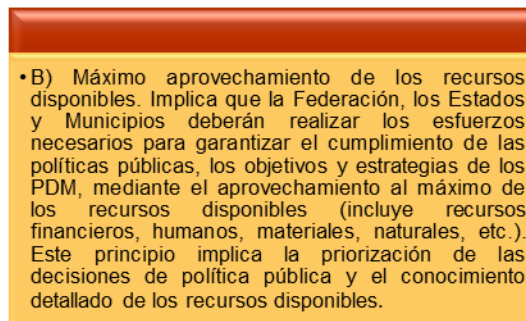 • B) Máximo aprovechamiento de los recursos
disponibles. Implica que la Federación, los Estados
y Municipios deberán realizar los esfuerzos
necesarios para garantizar el cumplimiento de las
políticas públicas, los objetivos y estrategias de los
PDM, mediante el aprovechamiento al máximo de
los recursos disponibles (incluye recursos
financieros, humanos, materiales, naturales, etc.).
Este principio implica la priorización de las
decisiones de política pública y el conocimiento
detallado de los recursos disponibles.